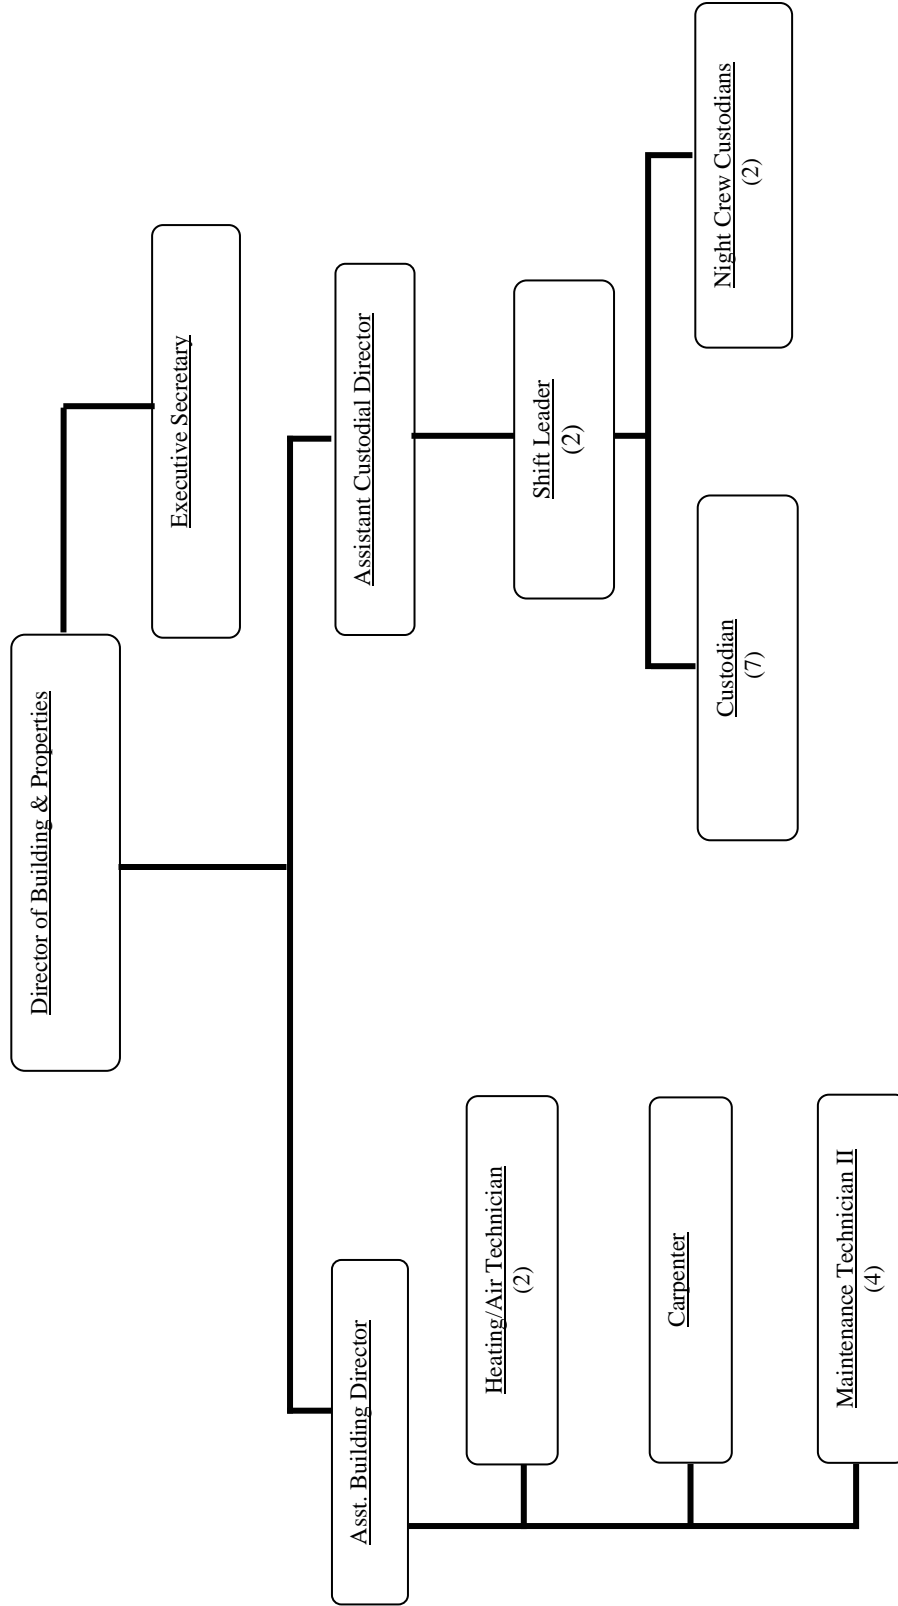 Director of Building & Properties
Executive Secretary
Asst. Building Director
Assistant Custodial Director
Heating/Air Technician
(2)
Shift Leader
(2)
Carpenter
Custodian
(7)
Night Crew Custodians
(2)
Maintenance Technician II
(4)